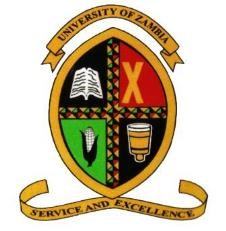 UNIVERSITY OF ZAMBIA
SERVICE AND EXCELLENCE